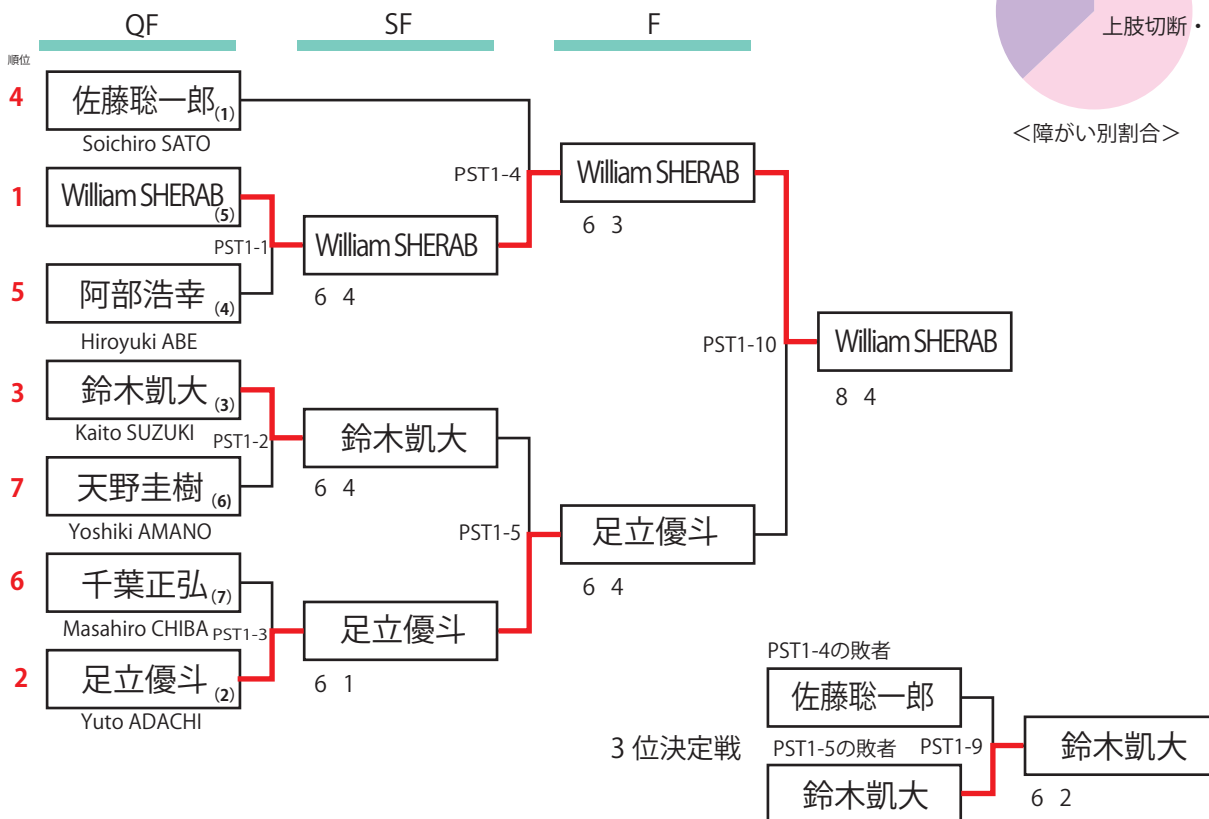 QF
SF
F
上肢切断・
<障がい別割合>
順位
4
佐藤聡一郎(1)
Soichiro SATO
1
William SHERAB(5)
PST1-1
5
阿部浩幸(4)
Hiroyuki ABE
3
鈴木凱大(3)
Kaito SUZUKI
PST1-2
7
天野圭樹(6)
Yoshiki AMANO
6
千葉正弘(7)
Masahiro CHIBA
PST1-3
2
足立優斗(2)
Yuto ADACHI
William SHERAB
6 4
鈴木凱大
6 4
足立優斗
6 1
PST1-4
William SHERAB
6 3
PST1-5
足立優斗
6 4
PST1-10
William SHERAB
8 4
3位決定戦
PST1-4の敗者
佐藤聡一郎
PST1-5の敗者
PST1-9
鈴木凱大
鈴木凱大
6 2